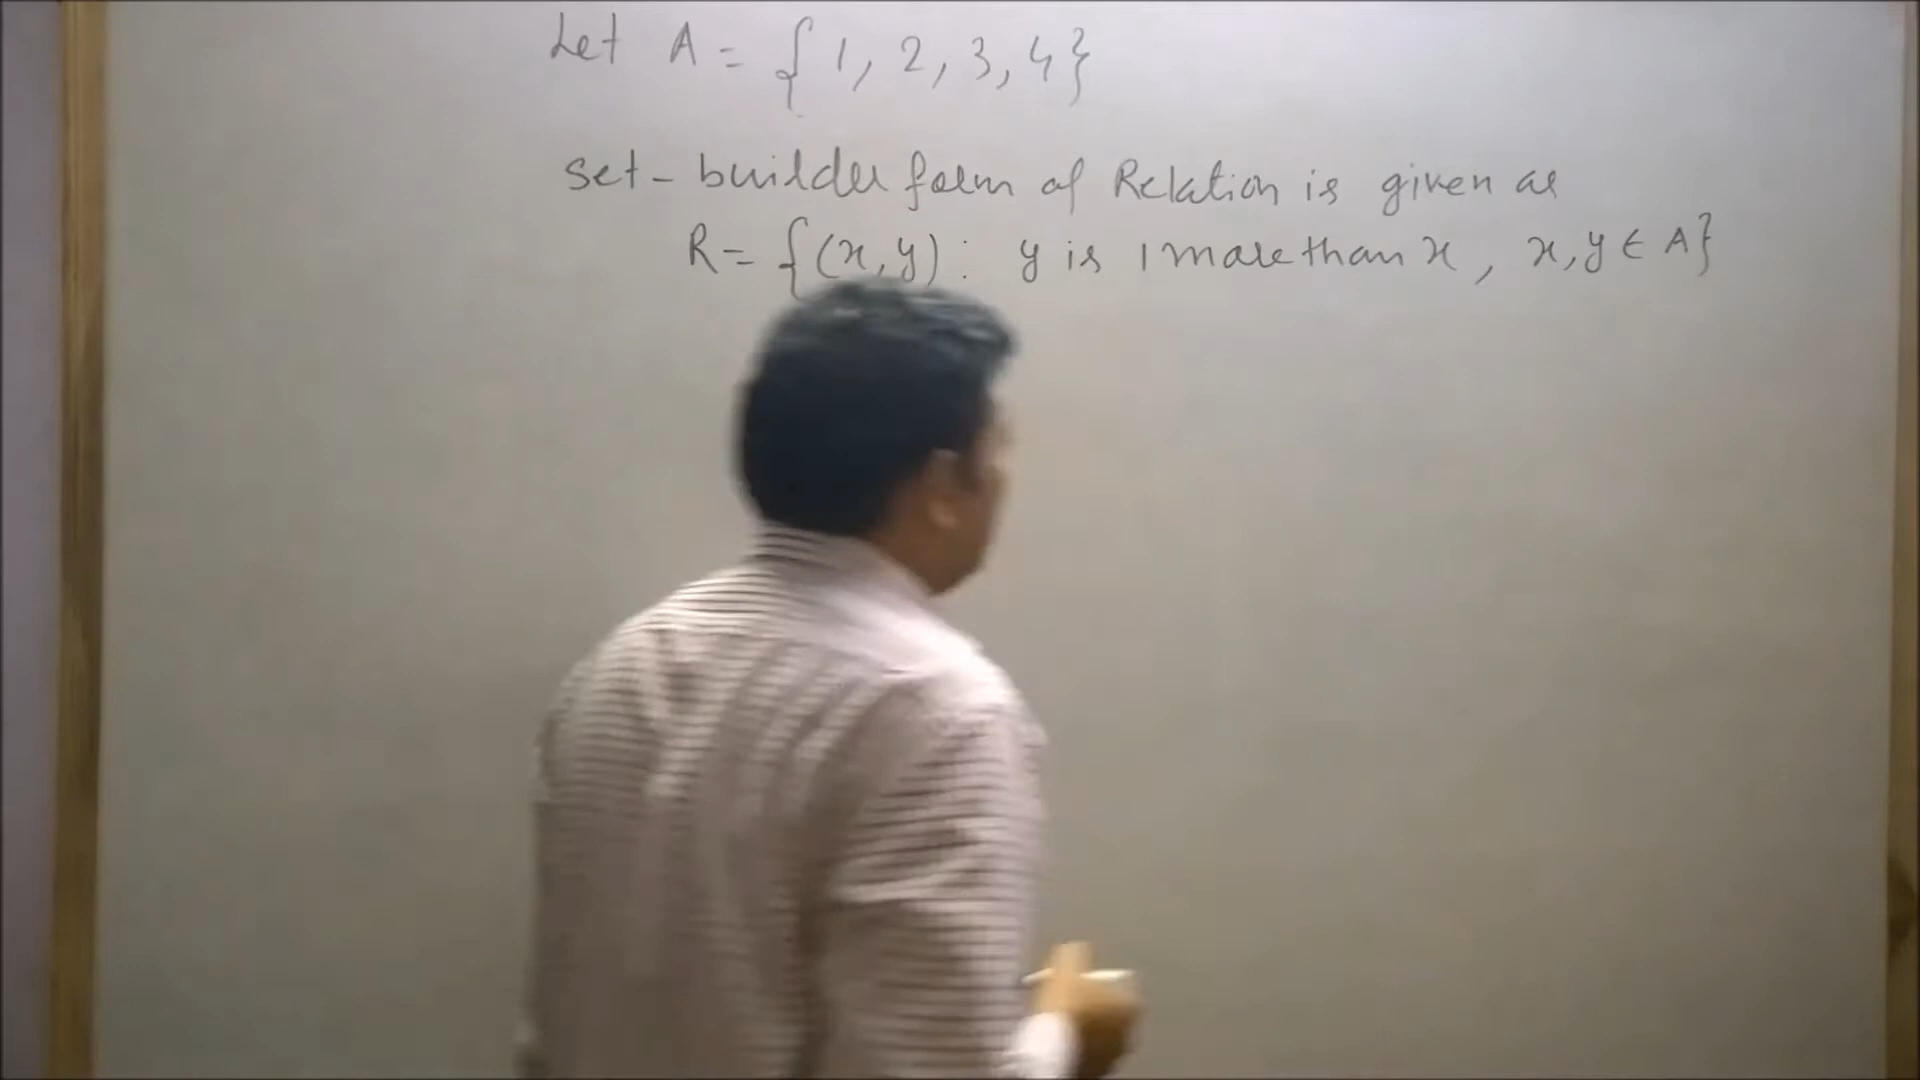 Let A = { 1, 2, 3, 4}
Set-builder form of Relation is given as
R = {(x, y) : y is 1 more than x, x, y ∈ A}